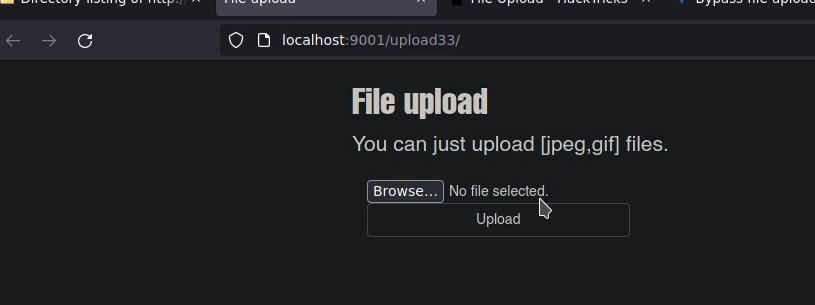 Directory listing of http://
File upload
File Upload - HackTricks
Bypass file upload
localhost:9001/upload33/
File upload
You can just upload [jpeg,gif] files.
Browse... No file selected.
Upload